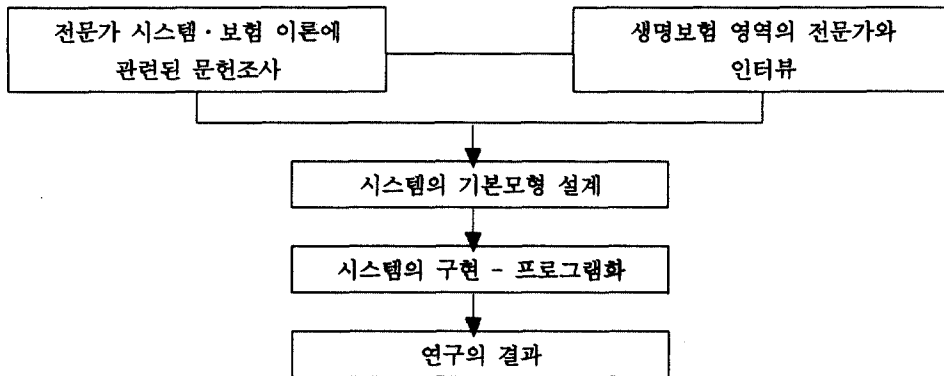 전문가 시스템·보험 이론에
관련된 문헌조사
생명보험 영역의 전문가와
인터뷰
시스템의 기본모형 설계
시스템의 구현 - 프로그램화
연구의 결과